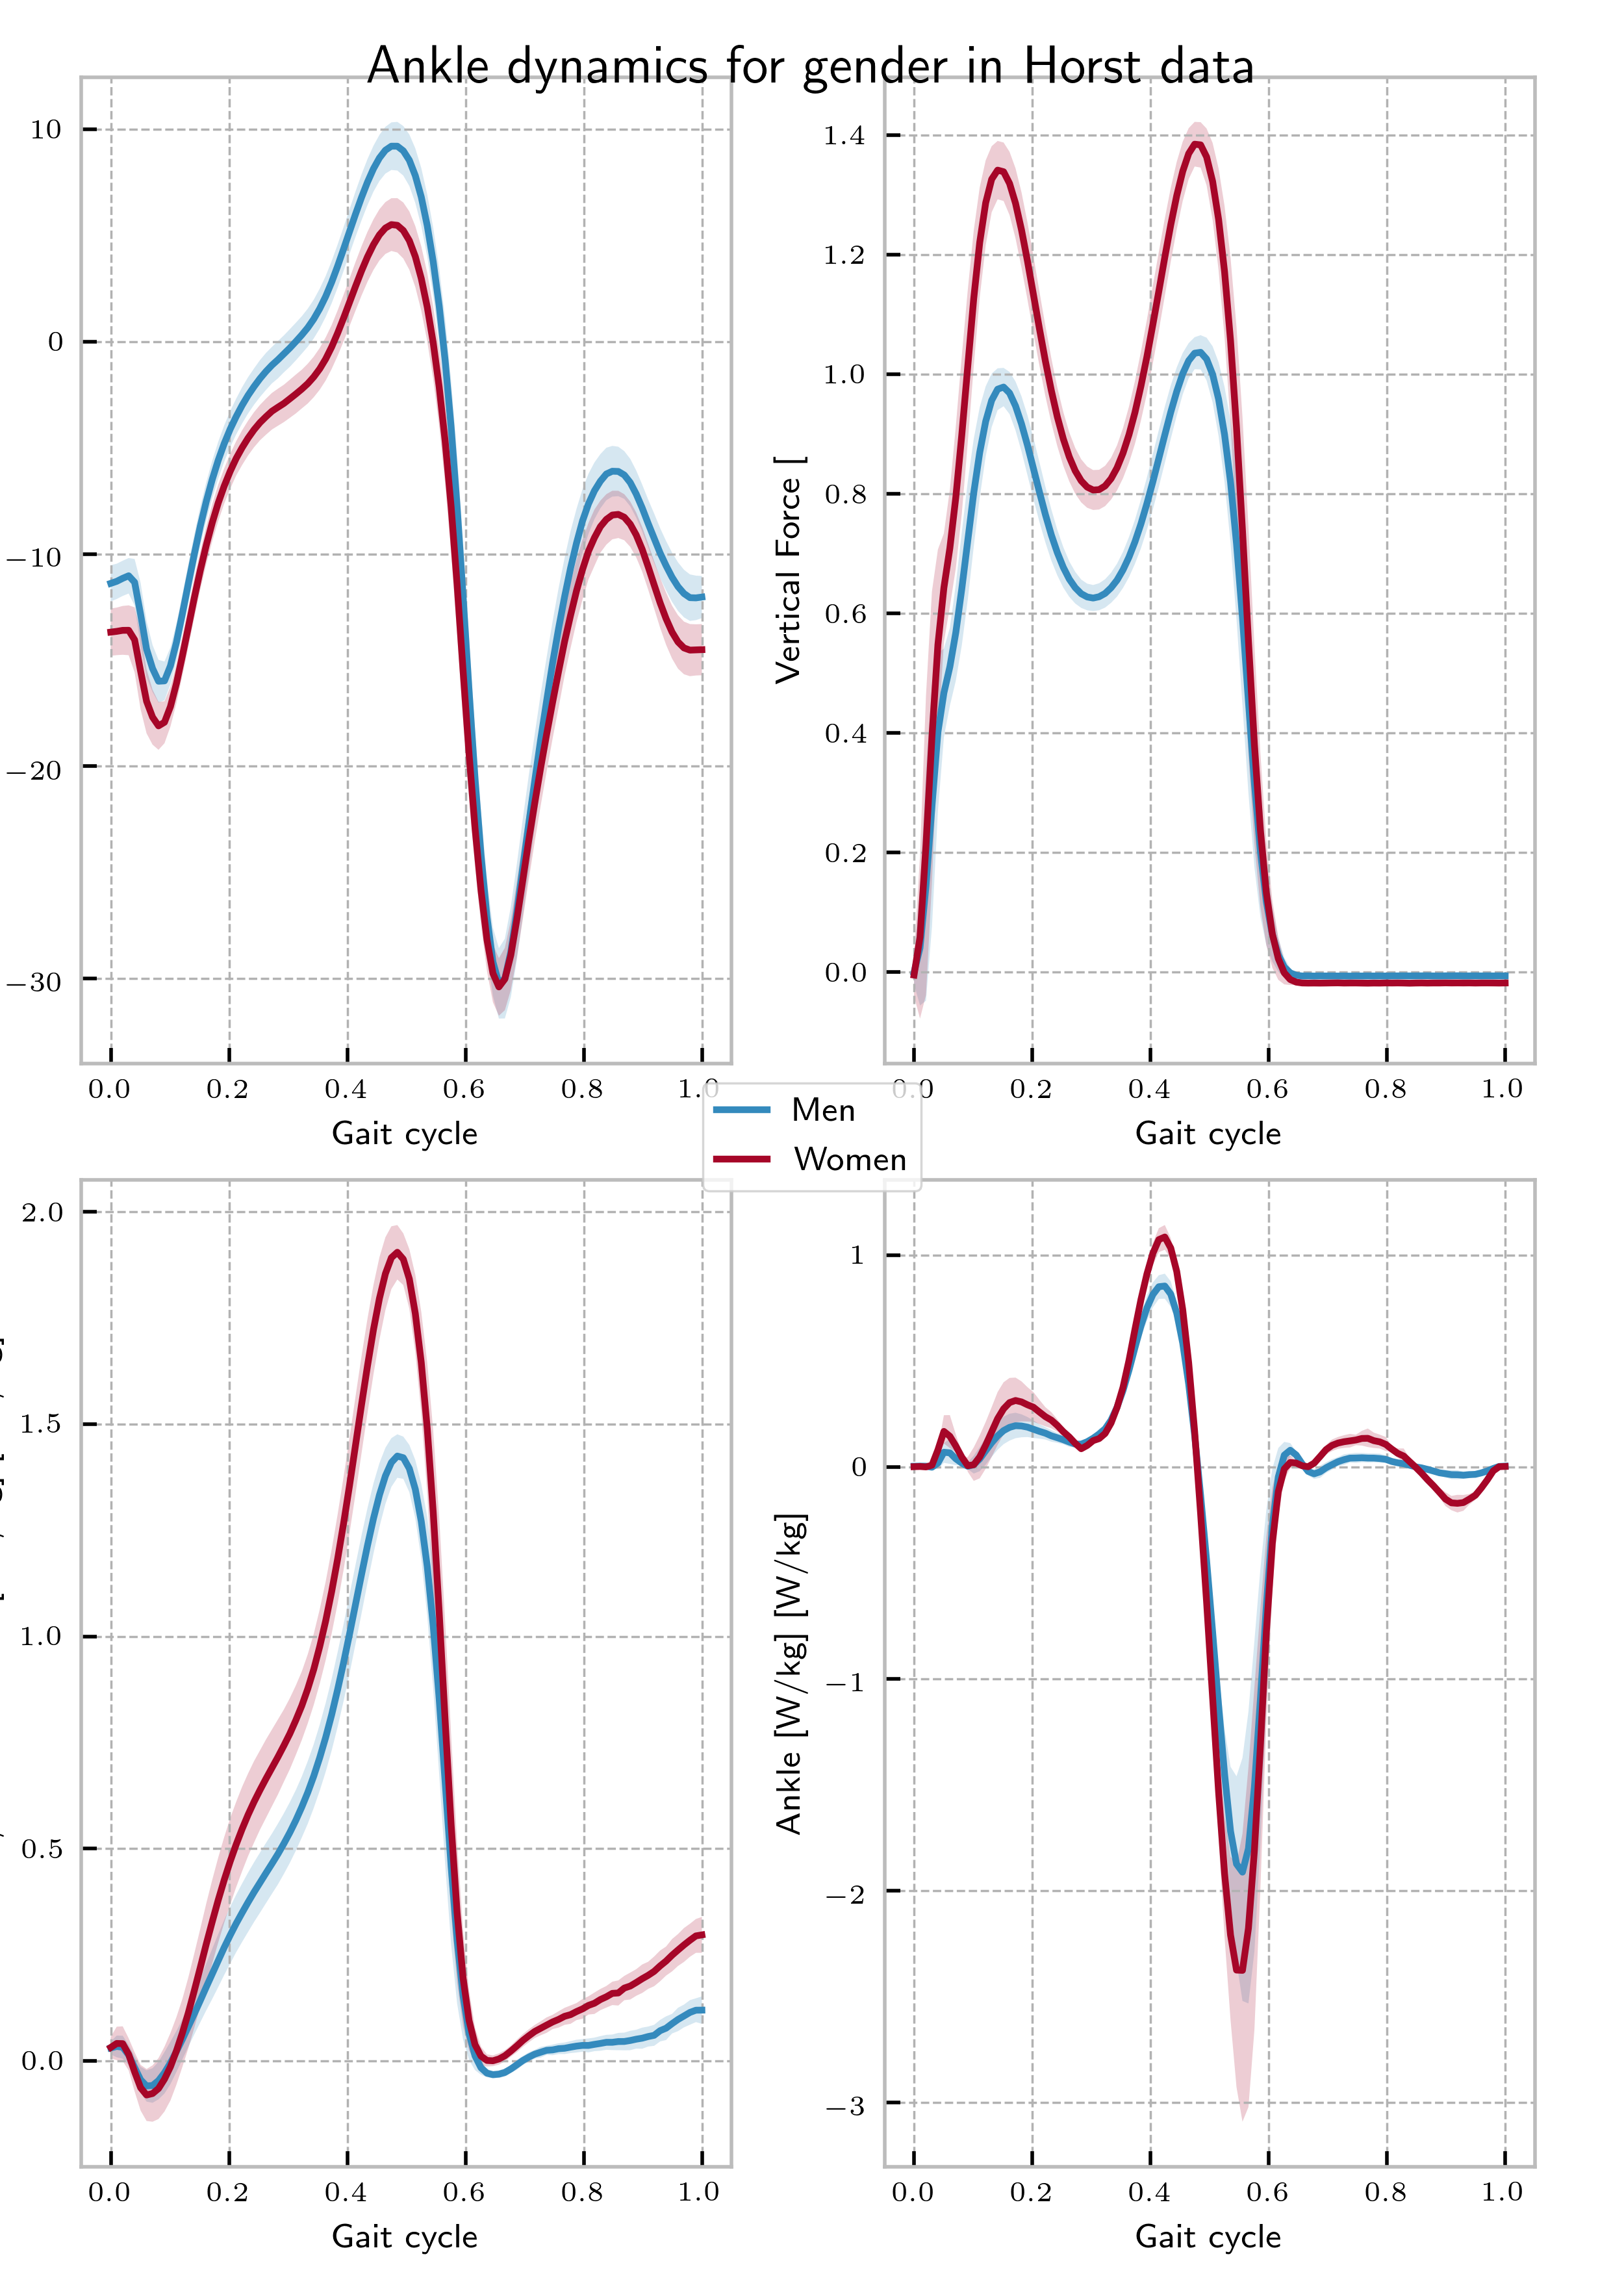 Ankle dynamics for gender in Horst data
10
0
−10
−20
−30
0.0 0.2 0.4 0.6 0.8 1.0
Gait cycle
Vertical Force [
1.4
1.2
1.0
0.8
0.6
0.4
0.2
0.0
0.0 0.2 0.4 0.6 0.8 1.0
Gait cycle
Men
Women
2.0
1.5
1.0
0.5
0.0
0.0 0.2 0.4 0.6 0.8 1.0
Gait cycle
Ankle [W/kg] [W/kg]
1
0
−1
−2
−3
0.0 0.2 0.4 0.6 0.8 1.0
Gait cycle